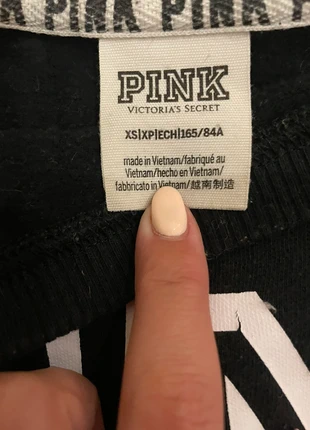 PINK PINK PINK
PINK
VICTORIA'S SECRET
XS|XP|ECH|165/84A
made in Vietnam/fabriqué au
Vietnam/hecho en Vietnam/
fabbricato in Vietnam/越南制造